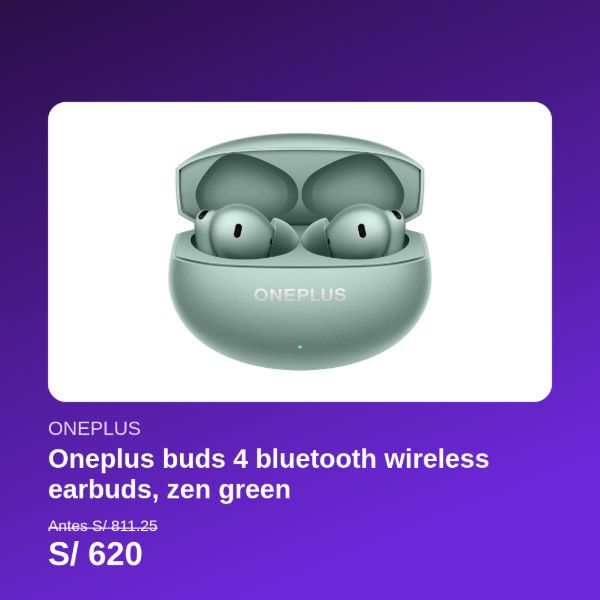 ONEPLUS
ONEPLUS
Oneplus buds 4 bluetooth wireless
earbuds, zen green
Antes S/ 811.25
S/ 620